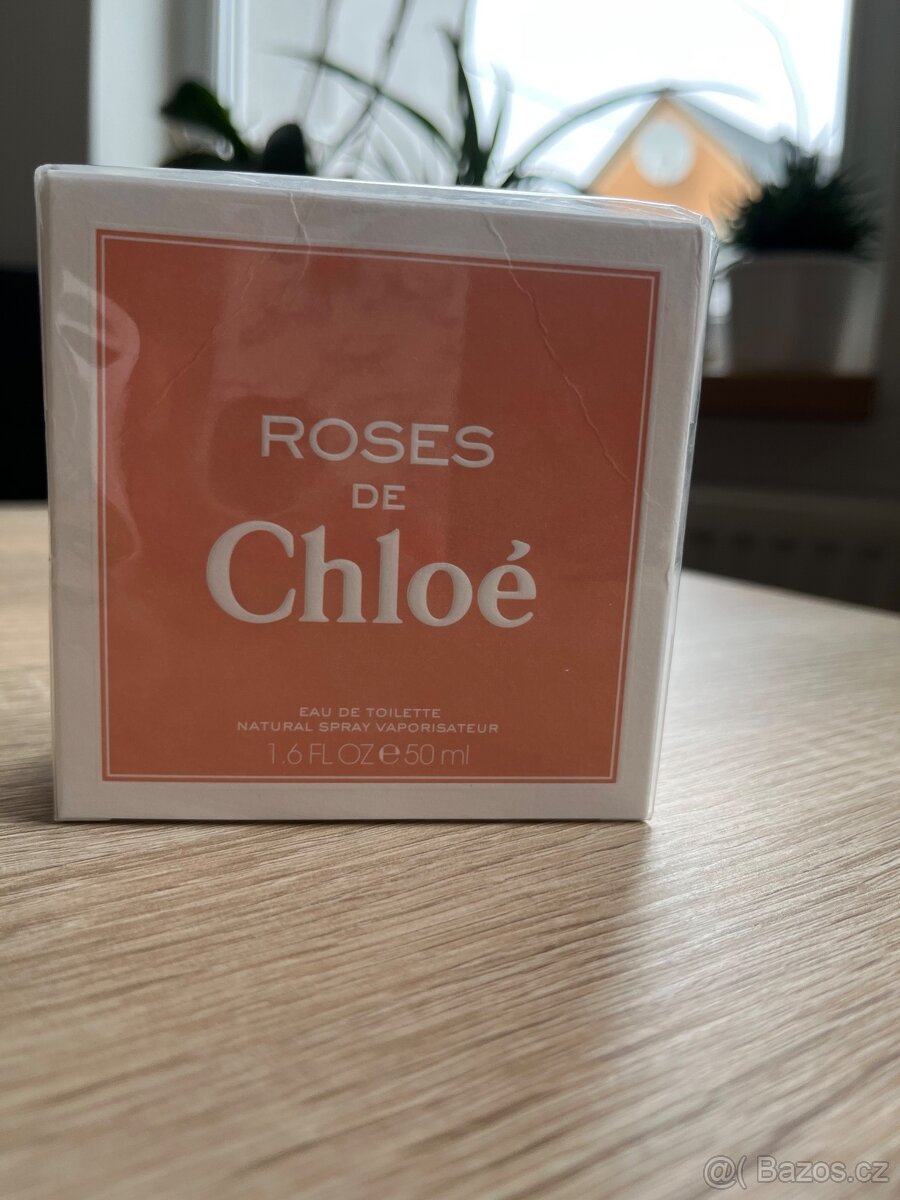 ROSES
DE
Chloé
EAU DE TOILETTE
NATURAL SPRAY VAPORISATEUR
1.6 FL OZ ℮ 50 ml
@( Bazos.cz